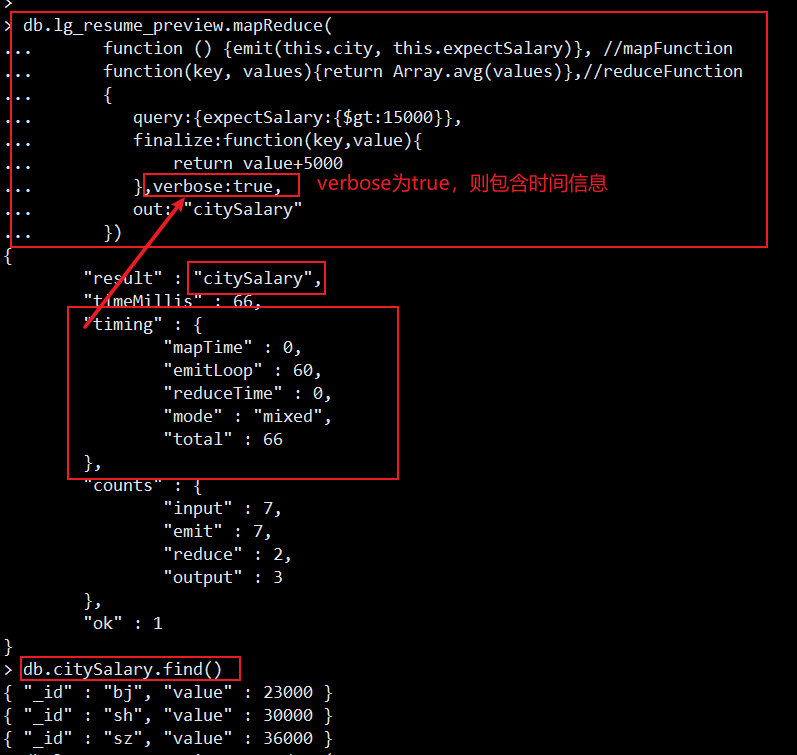 >
> db.lg_resume_preview.mapReduce(
... function () {emit(this.city, this.expectSalary)}, //mapFunction
... function(key, values){return Array.avg(values)},//reduceFunction
... {
... query:{expectSalary:{$gt:15000}},
... finalize:function(key,value){
... return value+5000
... },verbose:true, verbose为true，则包含时间信息
... out: "citySalary"
... })
{
"result" : "citySalary",
"timeMillis" : 66,
"timing" : {
"mapTime" : 0,
"emitLoop" : 60,
"reduceTime" : 0,
"mode" : "mixed",
"total" : 66
},
"counts" : {
"input" : 7,
"emit" : 7,
"reduce" : 2,
"output" : 3
},
"ok" : 1
}
> db.citySalary.find()
{ "_id" : "bj", "value" : 23000 }
{ "_id" : "sh", "value" : 30000 }
{ "_id" : "sz", "value" : 36000 }